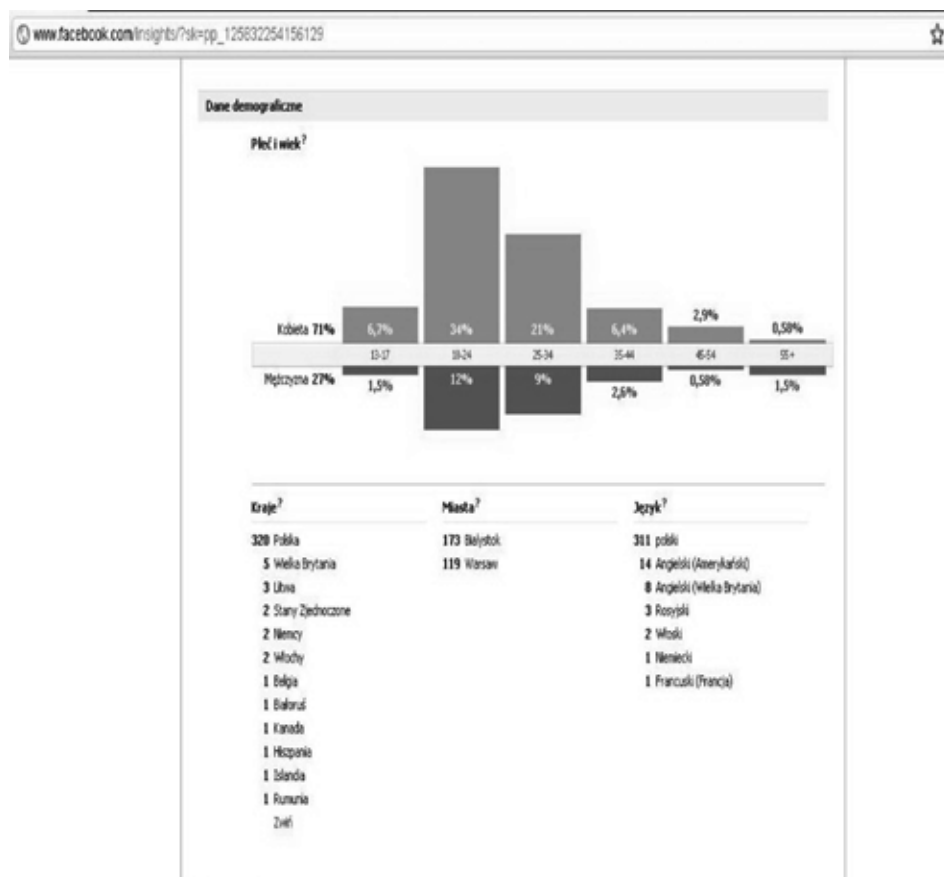 www.facebook.com/insights/?sk=pp_125832254156129
Dane demograficzne
Płeć i wiek?
Kobieta 71% 6,7% 34% 21% 6,4% 2,9% 0,58%
13-17 18-24 25-34 35-44 45-54 55+
Mężczyzna 27% 1,5% 12% 9% 2,6% 0,58% 1,5%
Kraje? Miasta? Język?
320 Polska 173 Białystok 311 polski
5 Wielka Brytania 119 Warsaw 14 Angielski (Amerykański)
3 Litwa 8 Angielski (Wielka Brytania)
2 Stany Zjednoczone 3 Rosyjski
2 Niemcy 2 Włoski
2 Włochy 1 Niemiecki
1 Belgia 1 Francuski (Francja)
1 Białoruś
1 Kanada
1 Hiszpania
1 Islandia
1 Rumunia
Zwiń